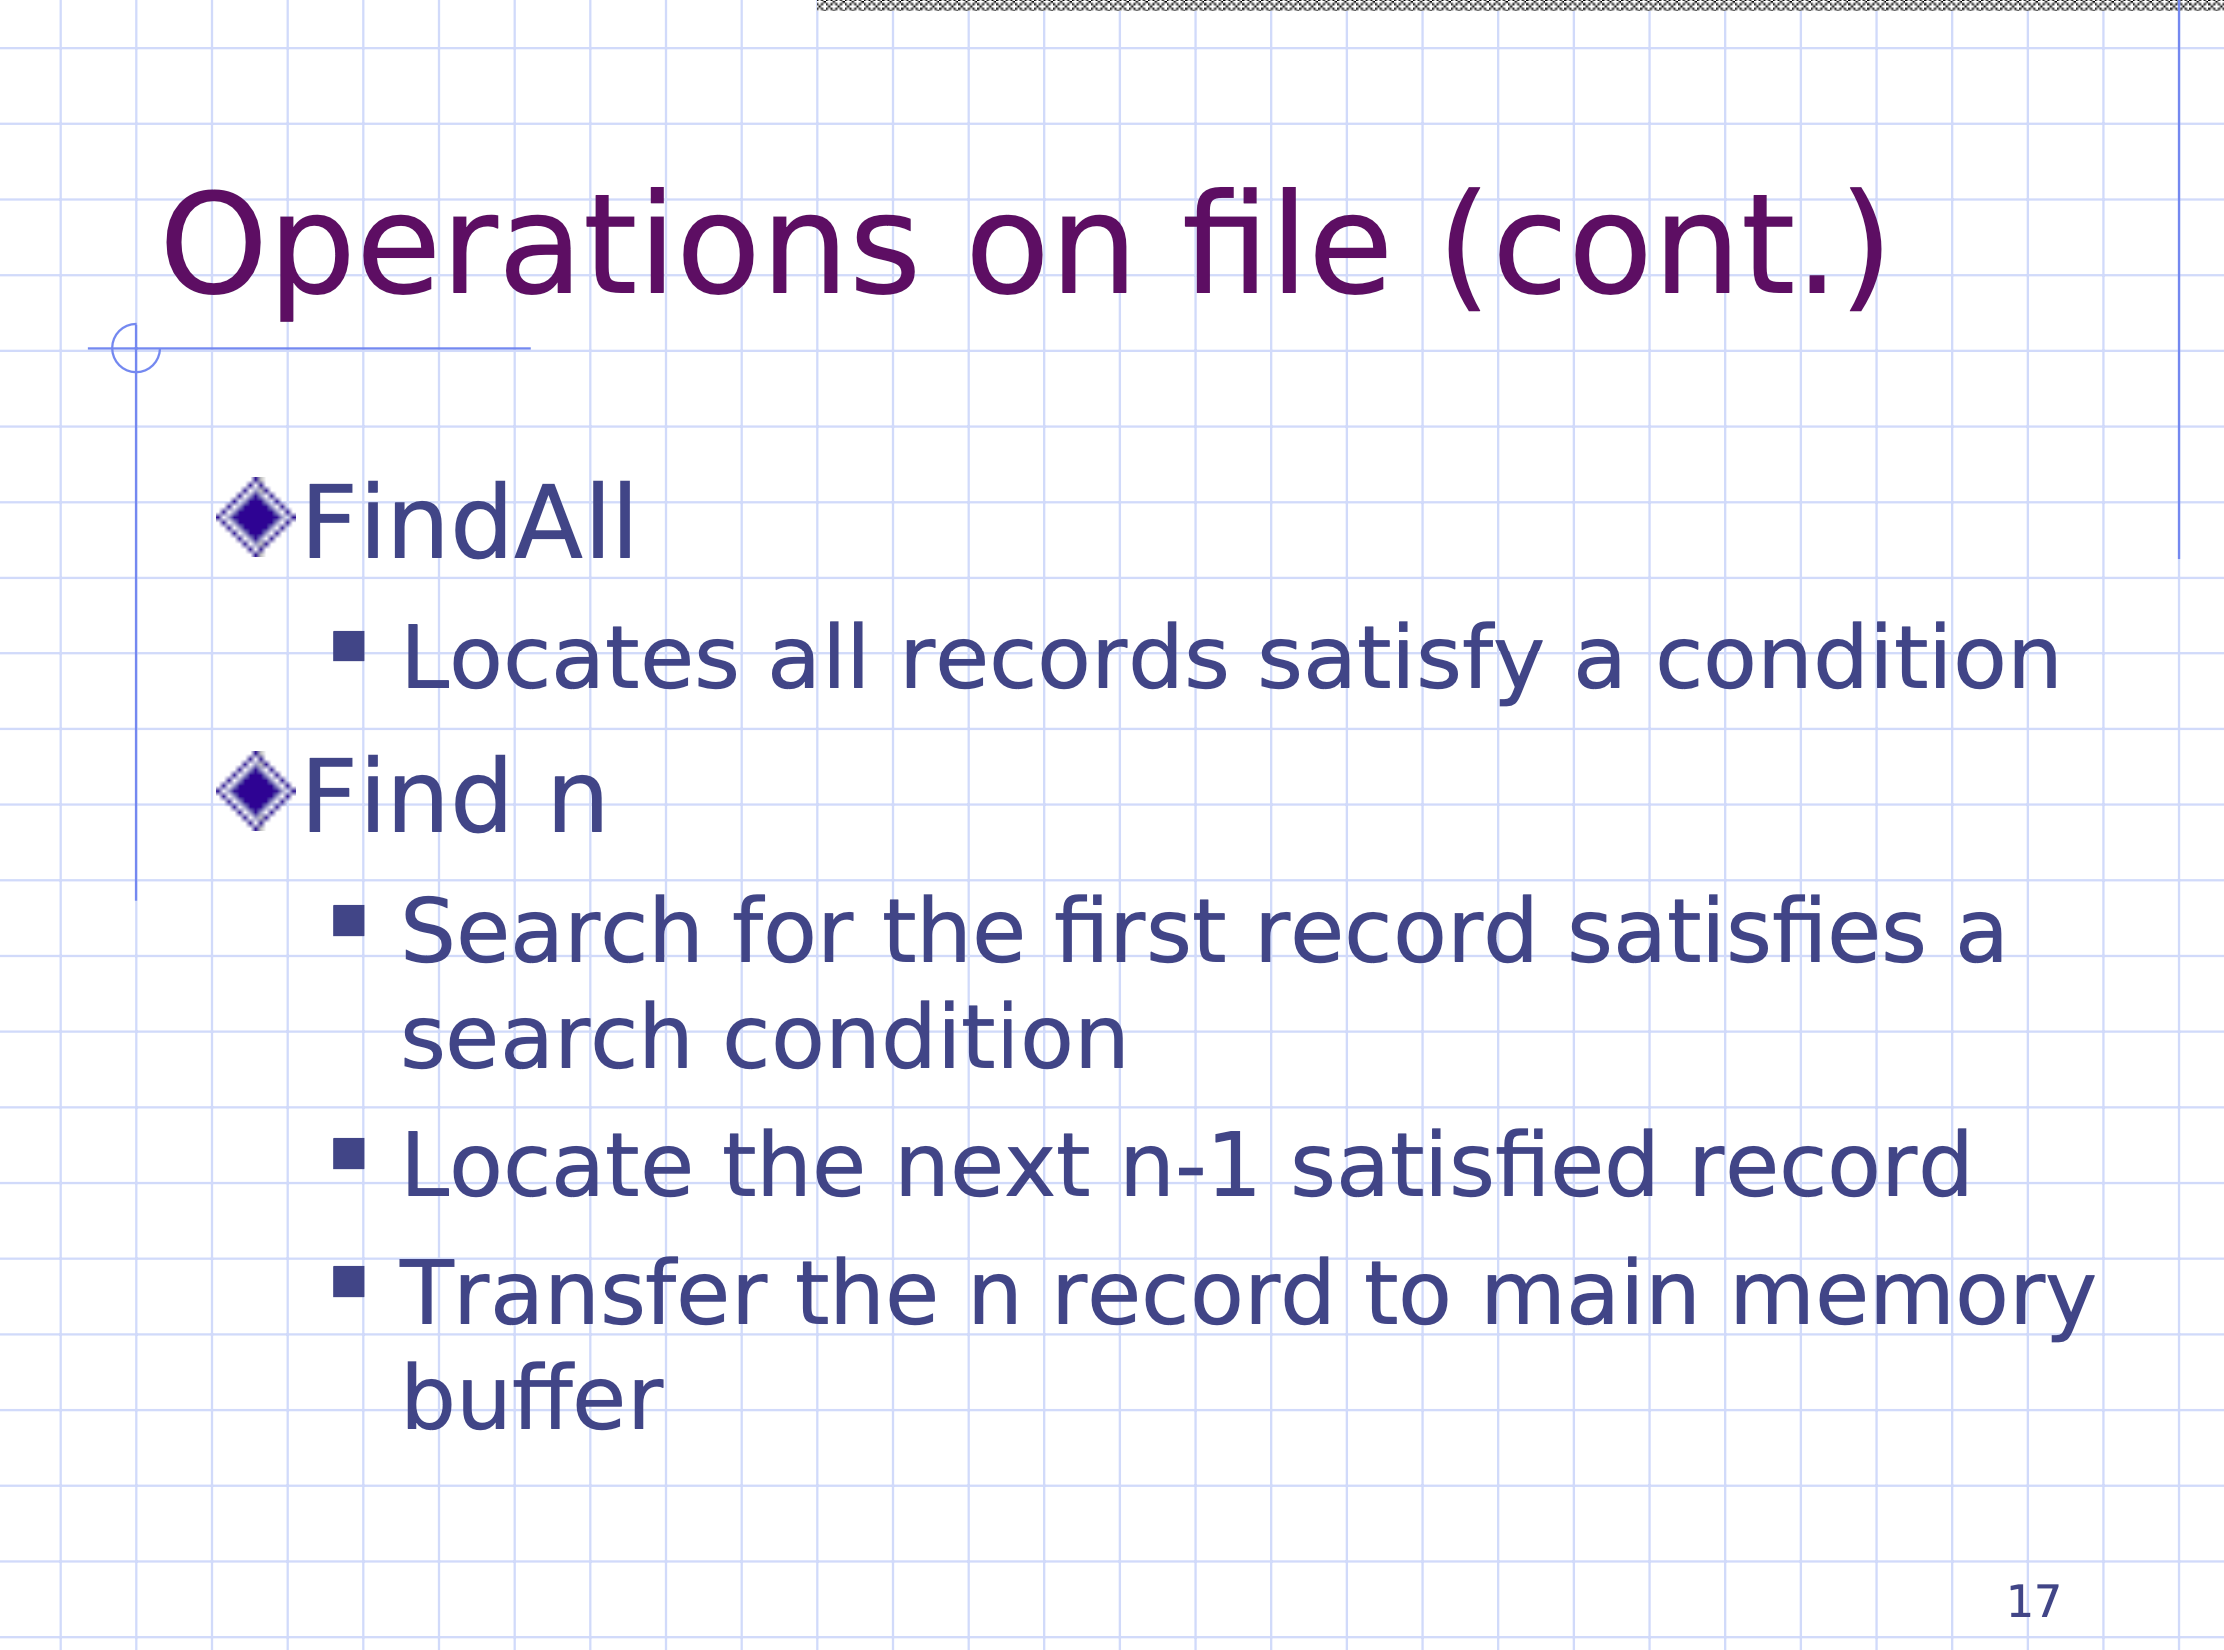 Operations on file (cont.)
FindAll
Locates all records satisfy a condition
Find n
Search for the first record satisfies a
search condition
Locate the next n-1 satisfied record
Transfer the n record to main memory
buffer
17